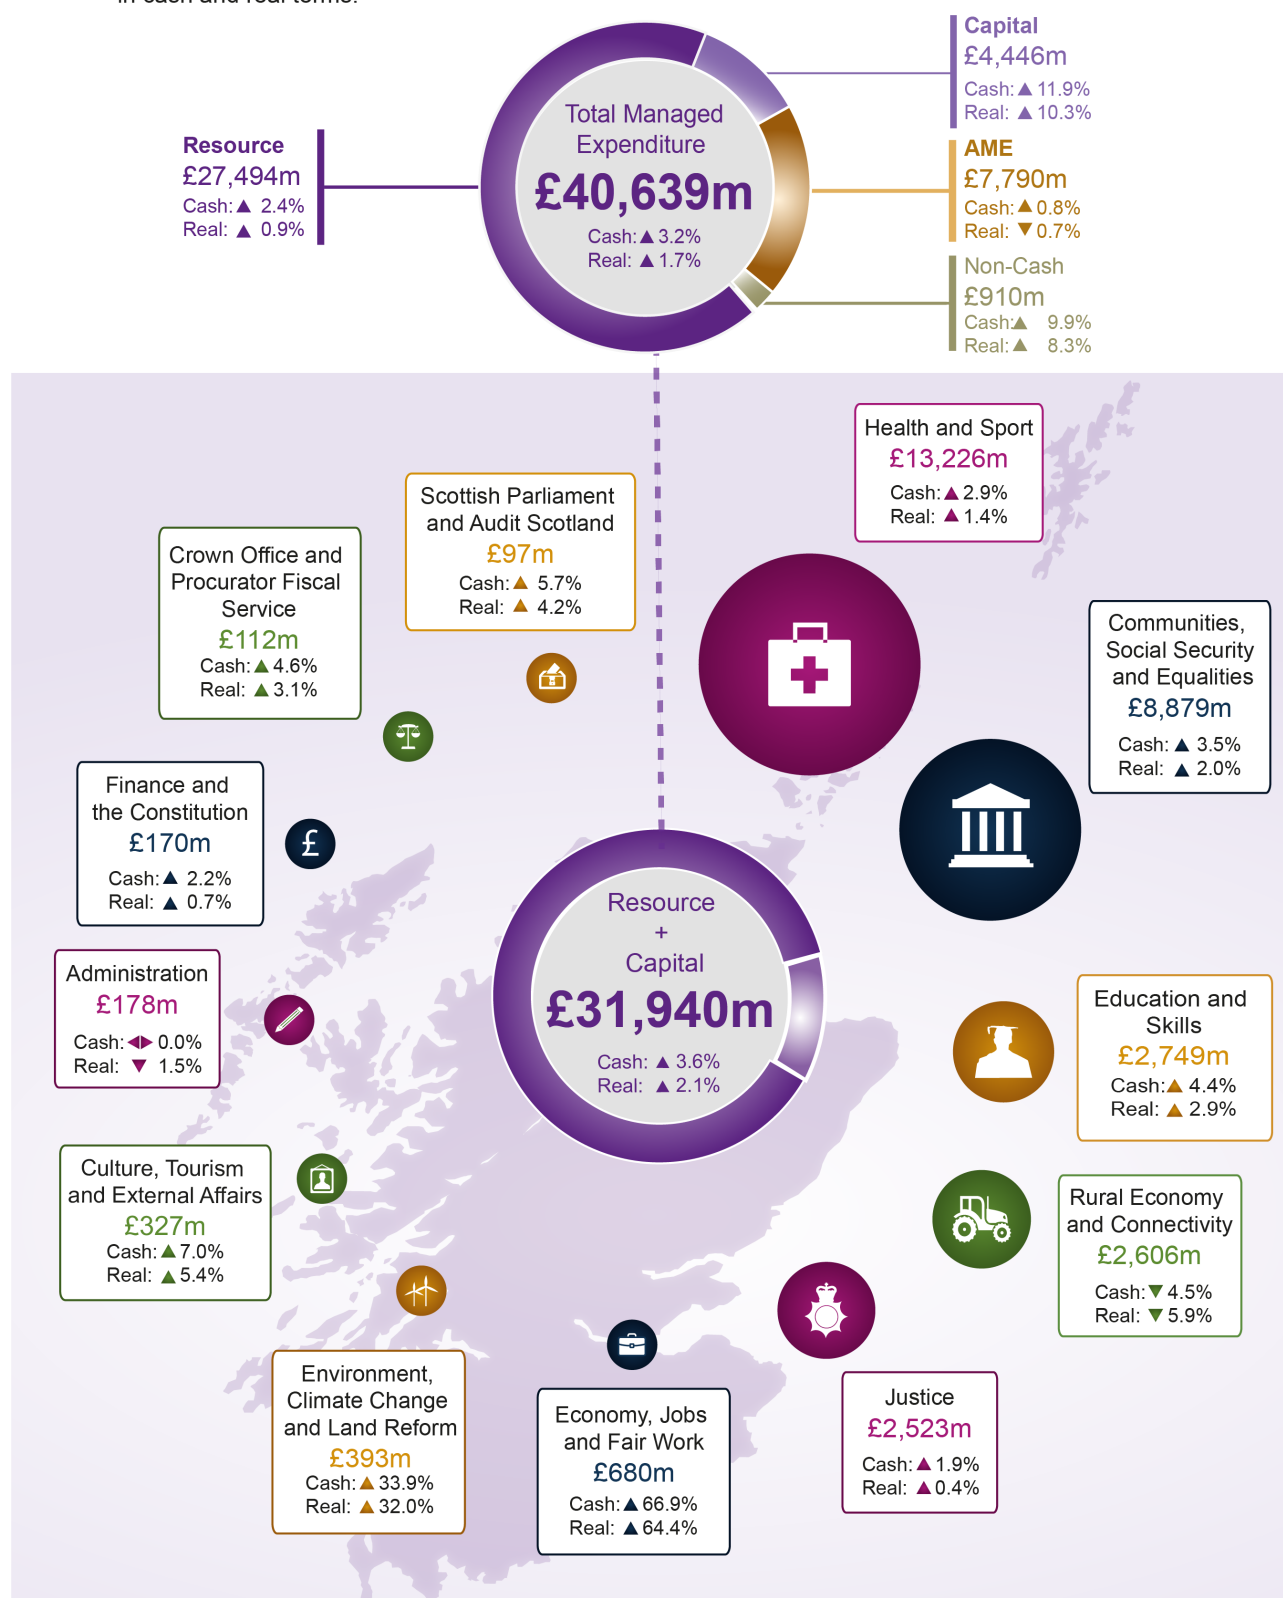 in cash and real terms.
Total Managed
Expenditure
£40,639m
Cash: ▲ 3.2%
Real: ▲ 1.7%
Resource
£27,494m
Cash: ▲ 2.4%
Real: ▲ 0.9%
Capital
£4,446m
Cash: ▲ 11.9%
Real: ▲ 10.3%
AME
£7,790m
Cash: ▲ 0.8%
Real: ▼ 0.7%
Non-Cash
£910m
Cash: ▲ 9.9%
Real: ▲ 8.3%
Health and Sport
£13,226m
Cash: ▲ 2.9%
Real: ▲ 1.4%
Scottish Parliament
and Audit Scotland
£97m
Cash: ▲ 5.7%
Real: ▲ 4.2%
Crown Office and
Procurator Fiscal
Service
£112m
Cash: ▲ 4.6%
Real: ▲ 3.1%
Communities,
Social Security
and Equalities
£8,879m
Cash: ▲ 3.5%
Real: ▲ 2.0%
Finance and
the Constitution
£170m
Cash: ▲ 2.2%
Real: ▲ 0.7%
£
Resource
+
Capital
£31,940m
Cash: ▲ 3.6%
Real: ▲ 2.1%
Administration
£178m
Cash: ◀▶ 0.0%
Real: ▼ 1.5%
Education and
Skills
£2,749m
Cash: ▲ 4.4%
Real: ▲ 2.9%
Culture, Tourism
and External Affairs
£327m
Cash: ▲ 7.0%
Real: ▲ 5.4%
Rural Economy
and Connectivity
£2,606m
Cash: ▼ 4.5%
Real: ▼ 5.9%
Environment,
Climate Change
and Land Reform
£393m
Cash: ▲ 33.9%
Real: ▲ 32.0%
Economy, Jobs
and Fair Work
£680m
Cash: ▲ 66.9%
Real: ▲ 64.4%
Justice
£2,523m
Cash: ▲ 1.9%
Real: ▲ 0.4%